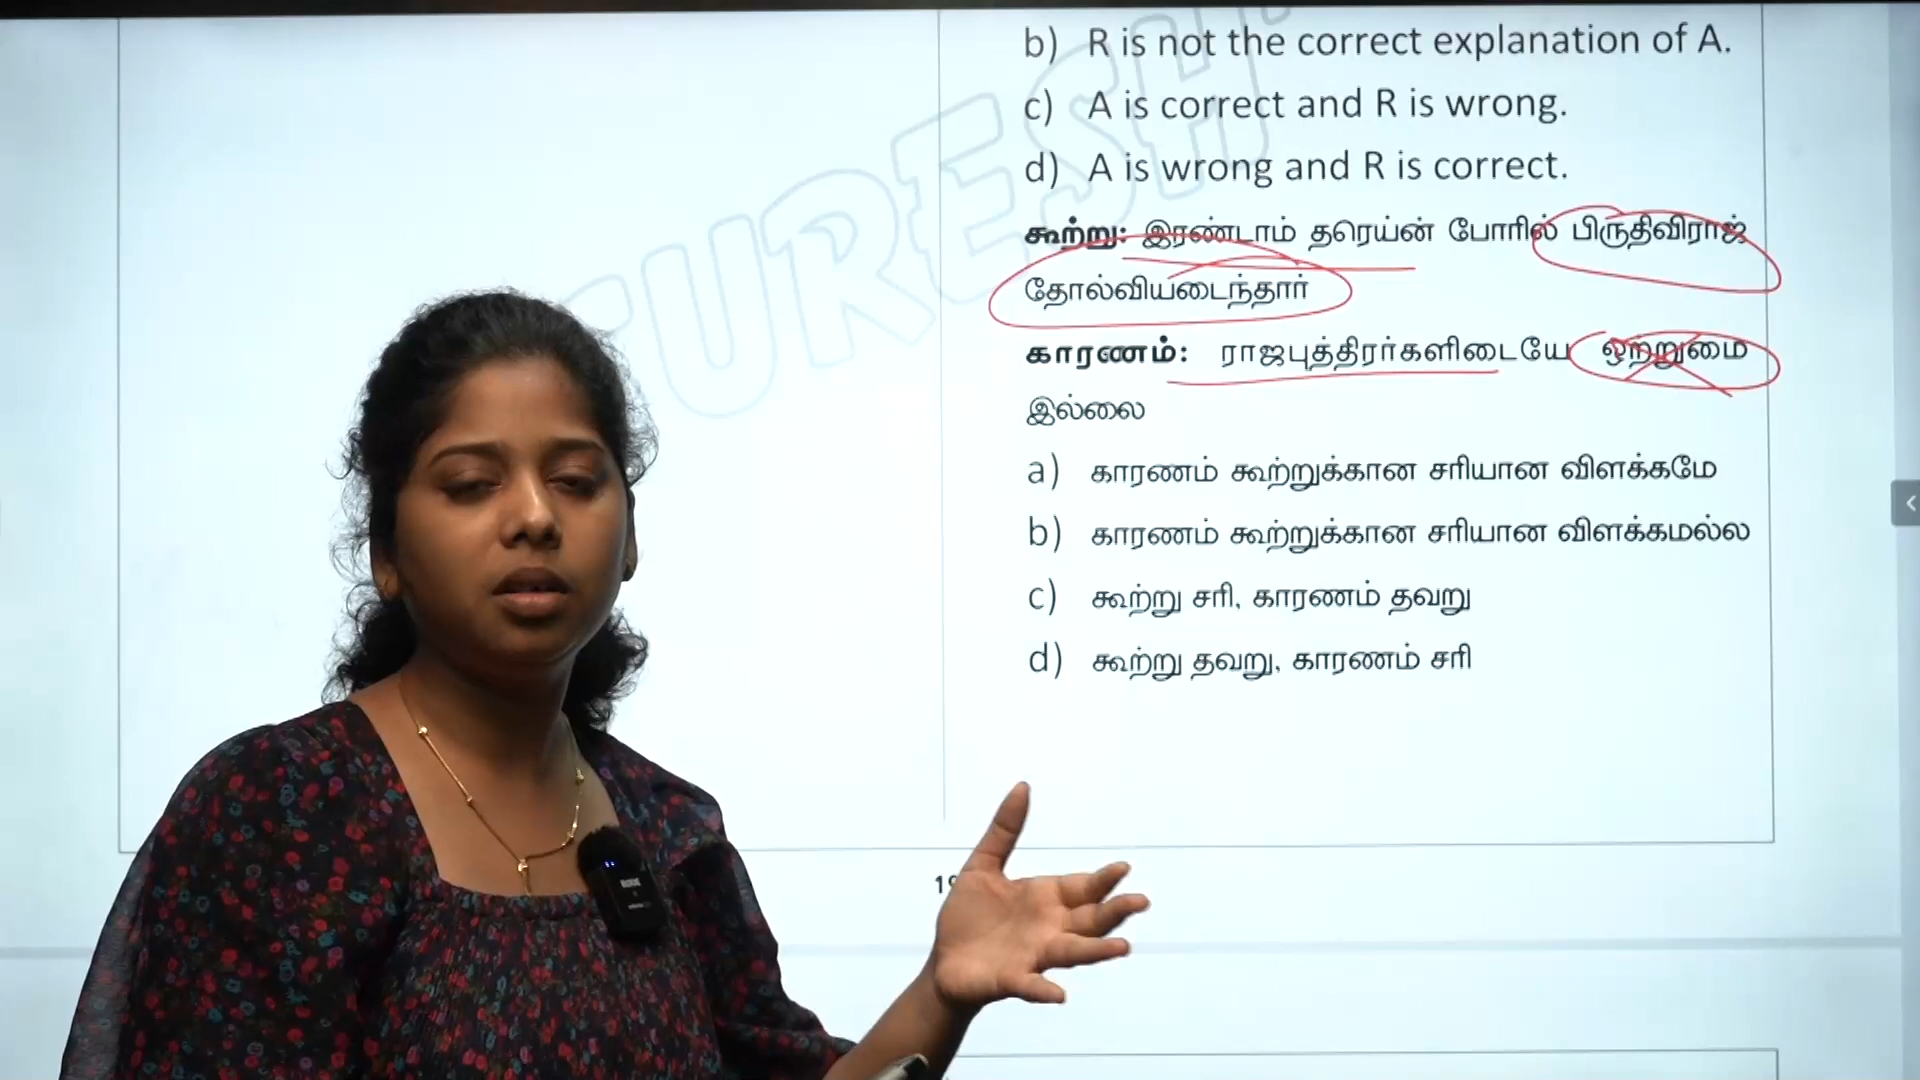 b) R is not the correct explanation of A.
c) A is correct and R is wrong.
d) A is wrong and R is correct.
கூற்று: இரண்டாம் தரெய்ன் போரில் பிருதிவிராஜ்
தோல்வியடைந்தார்
காரணம்: ராஜபுத்திரர்களிடையே ஒற்றுமை
இல்லை
a) காரணம் கூற்றுக்கான சரியான விளக்கமே
b) காரணம் கூற்றுக்கான சரியான விளக்கமல்ல
c) கூற்று சரி, காரணம் தவறு
d) கூற்று தவறு, காரணம் சரி